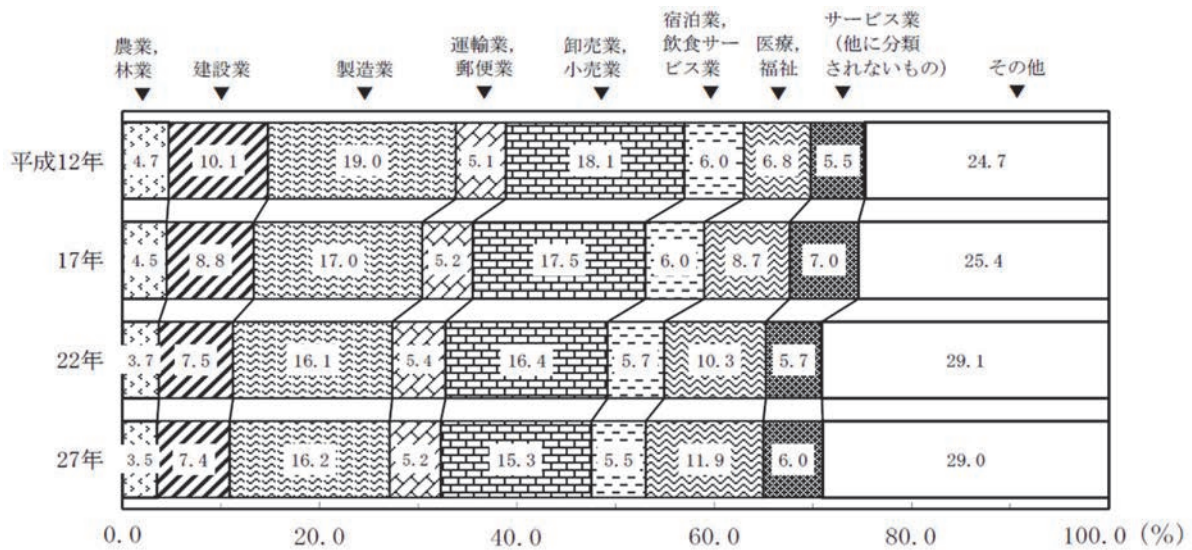 農業,
林業
建設業
製造業
運輸業,
郵便業
卸売業,
小売業
宿泊業,
飲食サー
ビス業
医療,
福祉
サービス業
(他に分類
されないもの)
その他
平成12年 4.7 10.1 19.0 5.1 18.1 6.0 6.8 5.5 24.7
17年 4.5 8.8 17.0 5.2 17.5 6.0 8.7 7.0 25.4
22年 3.7 7.5 16.1 5.4 16.4 5.7 10.3 5.7 29.1
27年 3.5 7.4 16.2 5.2 15.3 5.5 11.9 6.0 29.0
0.0 20.0 40.0 60.0 80.0 100.0 (%)